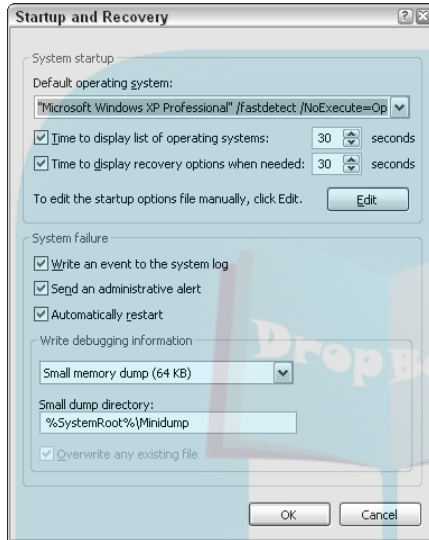 Startup and Recovery
System startup
Default operating system:
"Microsoft Windows XP Professional" /fastdetect /NoExecute=Op
Time to display list of operating systems: 30 seconds
Time to display recovery options when needed: 30 seconds
To edit the startup options file manually, click Edit. Edit
System failure
Write an event to the system log
Send an administrative alert
Automatically restart
Write debugging information
Small memory dump (64 KB)
Small dump directory:
%SystemRoot%\Minidump
Overwrite any existing file
OK Cancel